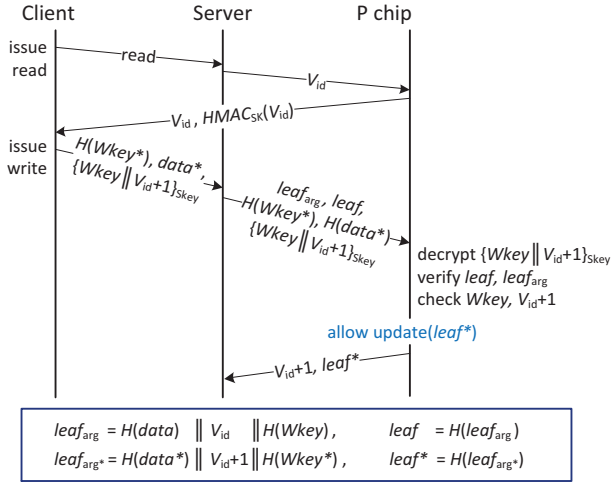 Client Server P chip
issue
read
read
V_id
V_id , HMAC_SK(V_id)
issue
write
H(Wkey*), data*,
{Wkey‖V_id+1}_Skey
leaf_arg, leaf,
H(Wkey*), H(data*)
{Wkey‖V_id+1}_Skey
decrypt {Wkey‖V_id+1}_Skey
verify leaf, leaf_arg
check Wkey, V_id+1
allow update(leaf*)
V_id+1, leaf*
leaf_arg = H(data) ‖ V_id ‖ H(Wkey) , leaf = H(leaf_arg)
leaf_arg* = H(data*) ‖ V_id+1 ‖ H(Wkey*) , leaf* = H(leaf_arg*)